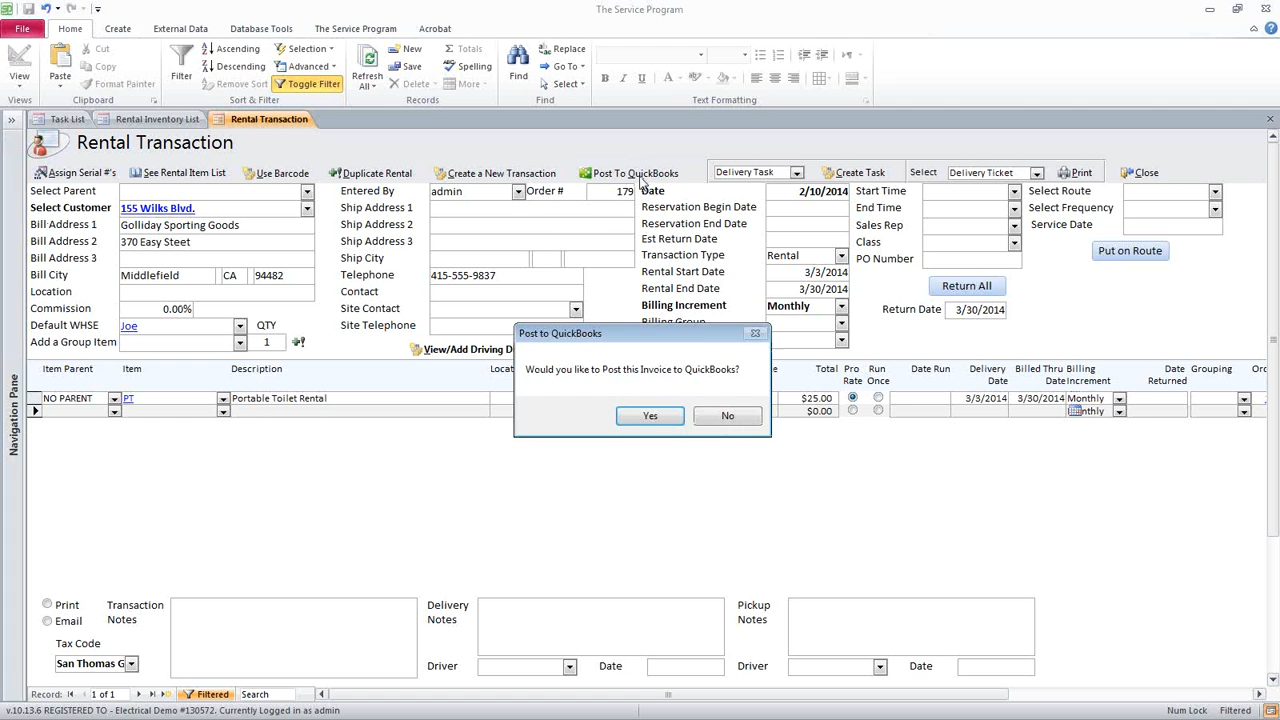 The Service Program
File Home Create External Data Database Tools The Service Program Acrobat
View
Views
Paste
Cut
Copy
Format Painter
Clipboard
Filter
Ascending
Descending
Remove Sort
Selection
Advanced
Toggle Filter
Sort & Filter
Refresh All
New
Save
Delete
Totals
Spelling
More
Records
Find
Replace
Go To
Select
Find
Text Formatting
Task List Rental Inventory List Rental Transaction
Rental Transaction
Assign Serial #'s See Rental Item List Use Barcode Duplicate Rental Create a New Transaction Post To QuickBooks Delivery Task Create Task Select Delivery Ticket Print Close
Select Parent Entered By admin Order # 179 Date 2/10/2014 Start Time Select Route
Select Customer 155 Wilks Blvd. Ship Address 1 Reservation Begin Date End Time Select Frequency
Bill Address 1 Golliday Sporting Goods Ship Address 2 Reservation End Date Sales Rep Service Date
Bill Address 2 370 Easy Steet Ship Address 3 Est Return Date Class
Bill Address 3 Ship City Transaction Type Rental PO Number Put on Route
Bill City Middlefield CA 94482 Telephone 415-555-9837 Rental Start Date 3/3/2014
Location Contact Rental End Date 3/30/2014 Return All
Commission 0.00% Site Contact Billing Increment Monthly Return Date 3/30/2014
Default WHSE Joe QTY Site Telephone Billing Group
Add a Group Item 1 View/Add Driving D
Post to QuickBooks
Would you like to Post this Invoice to QuickBooks?
Yes No
Item Parent Item Description Locat Total Pro Rate Run Once Date Run Delivery Date Billed Thru Date Billing Increment Date Returned Grouping Orc
NO PARENT PT Portable Toilet Rental $25.00 3/3/2014 3/30/2014 Monthly
$0.00 nthly
Navigation Pane
Print
Email
Transaction Notes
Delivery Notes
Pickup Notes
Tax Code
San Thomas G
Driver Date Driver Date
Record: 1 of 1 Filtered Search
v.10.13.6 REGISTERED TO - Electrical Demo #130572. Currently Logged in as admin Num Lock Filtered